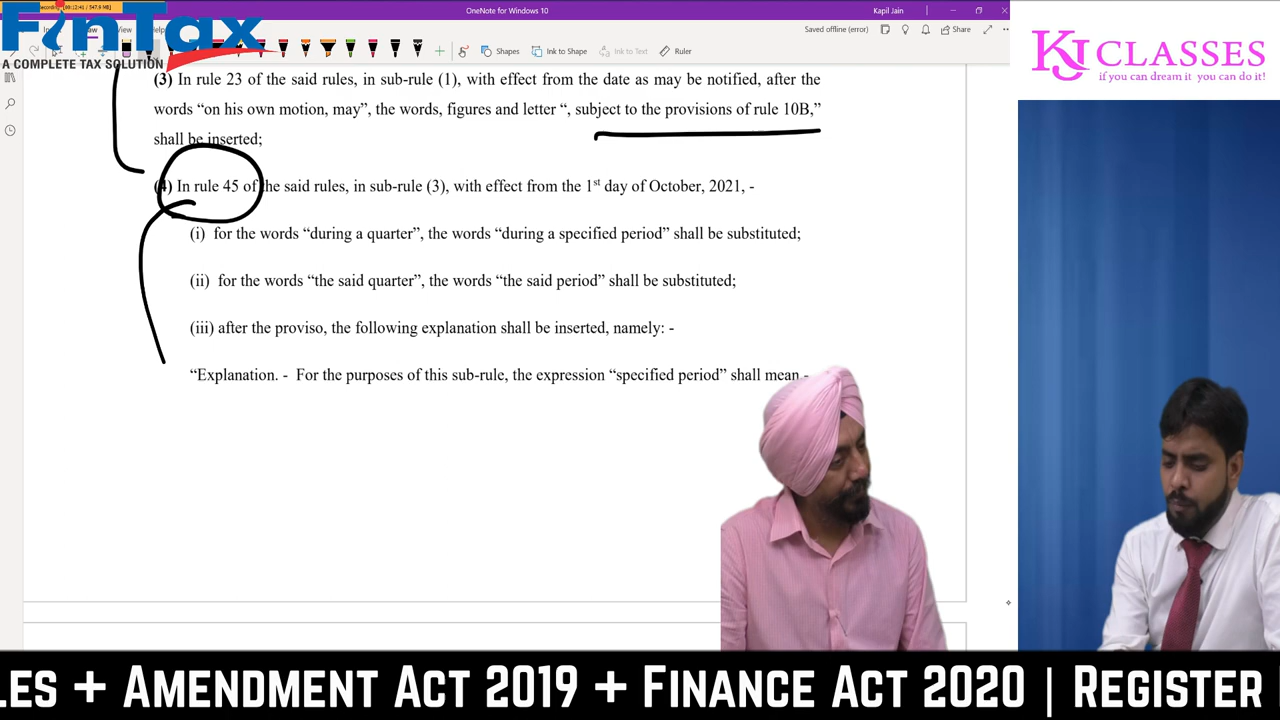 OneNote for Windows 10
Kapil Jain
FinTax
A COMPLETE TAX SOLUTION
View
Help
Saved offline (error)
Share
Shapes
Ink to Shape
Ink to Text
Ruler
KJ CLASSES
if you can dream it you can do it!
(3) In rule 23 of the said rules, in sub-rule (1), with effect from the date as may be notified, after the
words “on his own motion, may”, the words, figures and letter “, subject to the provisions of rule 10B,”
shall be inserted;
(4) In rule 45 of the said rules, in sub-rule (3), with effect from the 1st day of October, 2021, -
(i) for the words “during a quarter”, the words “during a specified period” shall be substituted;
(ii) for the words “the said quarter”, the words “the said period” shall be substituted;
(iii) after the proviso, the following explanation shall be inserted, namely: -
“Explanation. - For the purposes of this sub-rule, the expression “specified period” shall mean -
LES + AMENDMENT ACT 2019 + FINANCE ACT 2020 | REGISTER